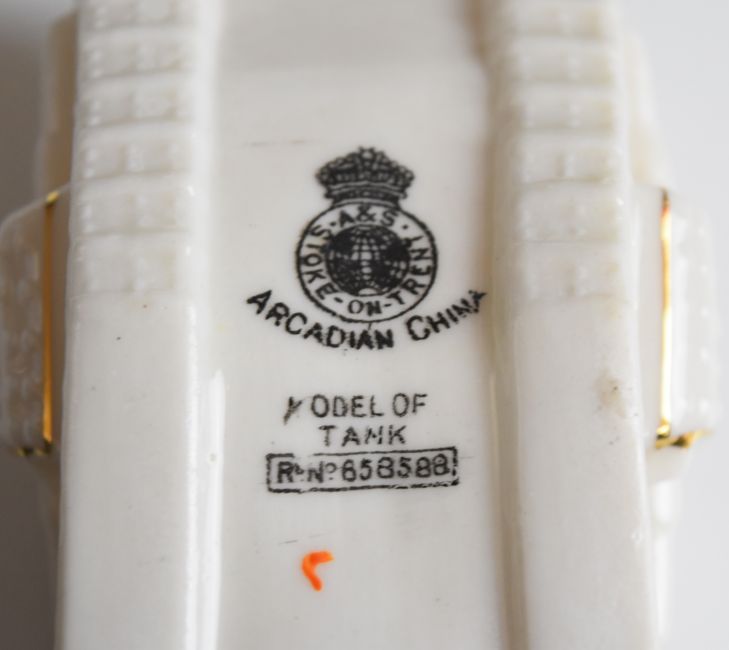 A&S
STOKE-ON-TRENT
ARCADIAN CHINA
MODEL OF
TANK
Rd No 658588